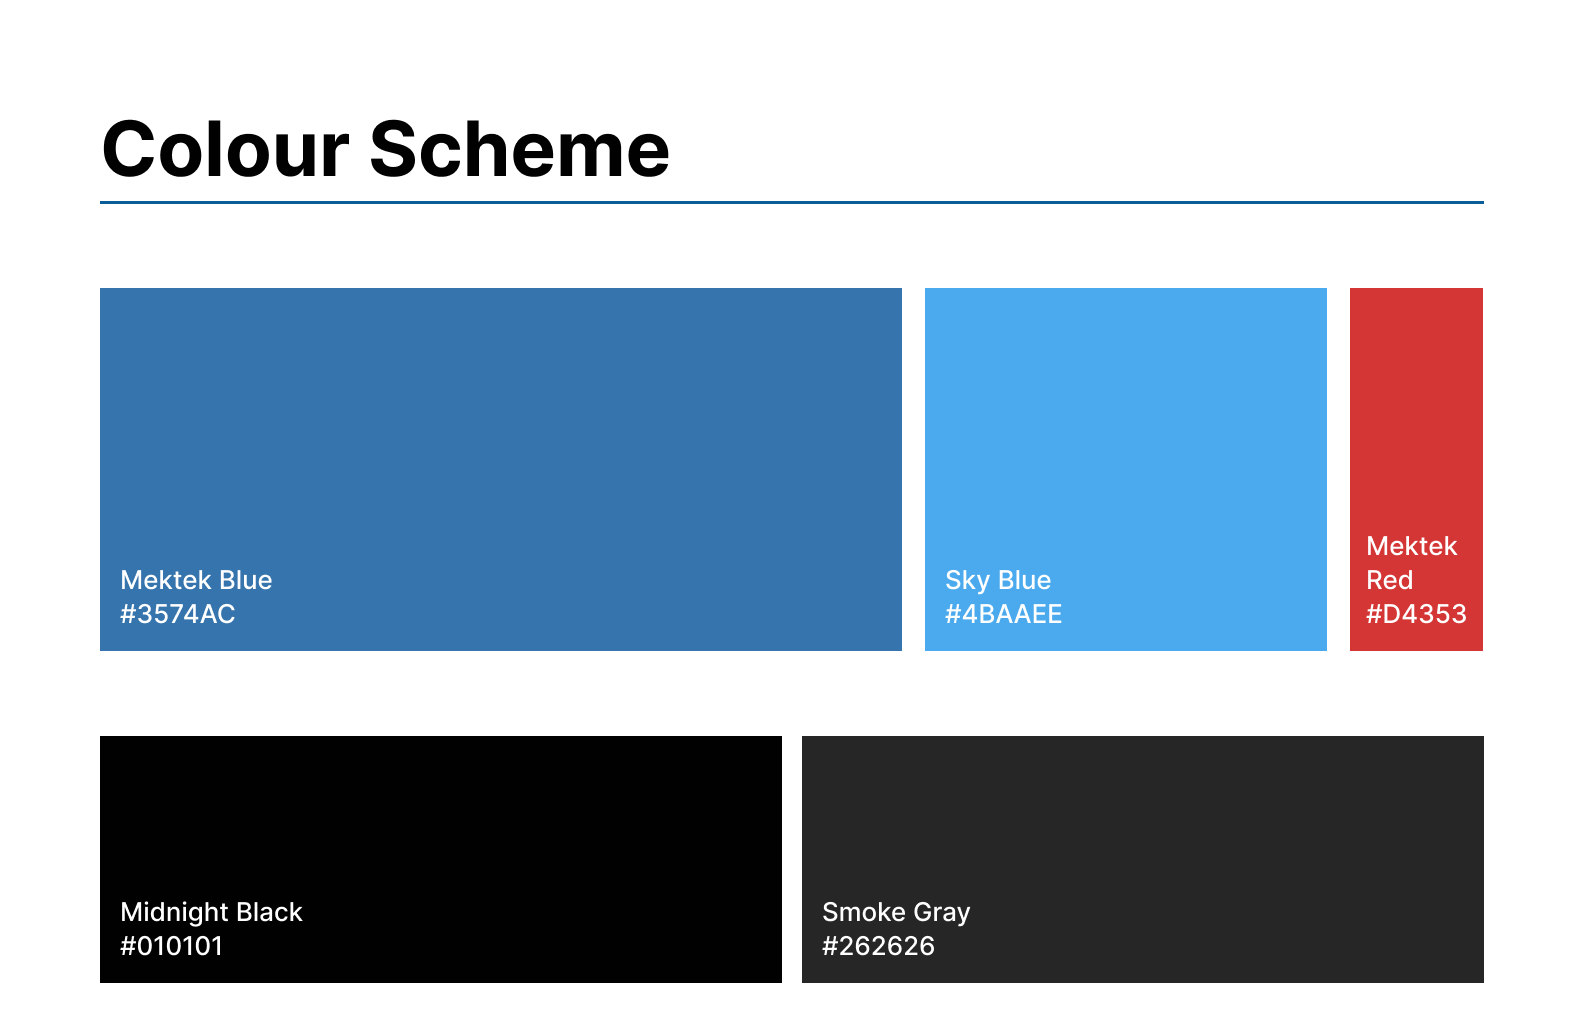 Colour Scheme
Mektek Blue
#3574AC
Sky Blue
#4BAAEE
Mektek
Red
#D4353
Midnight Black
#010101
Smoke Gray
#262626